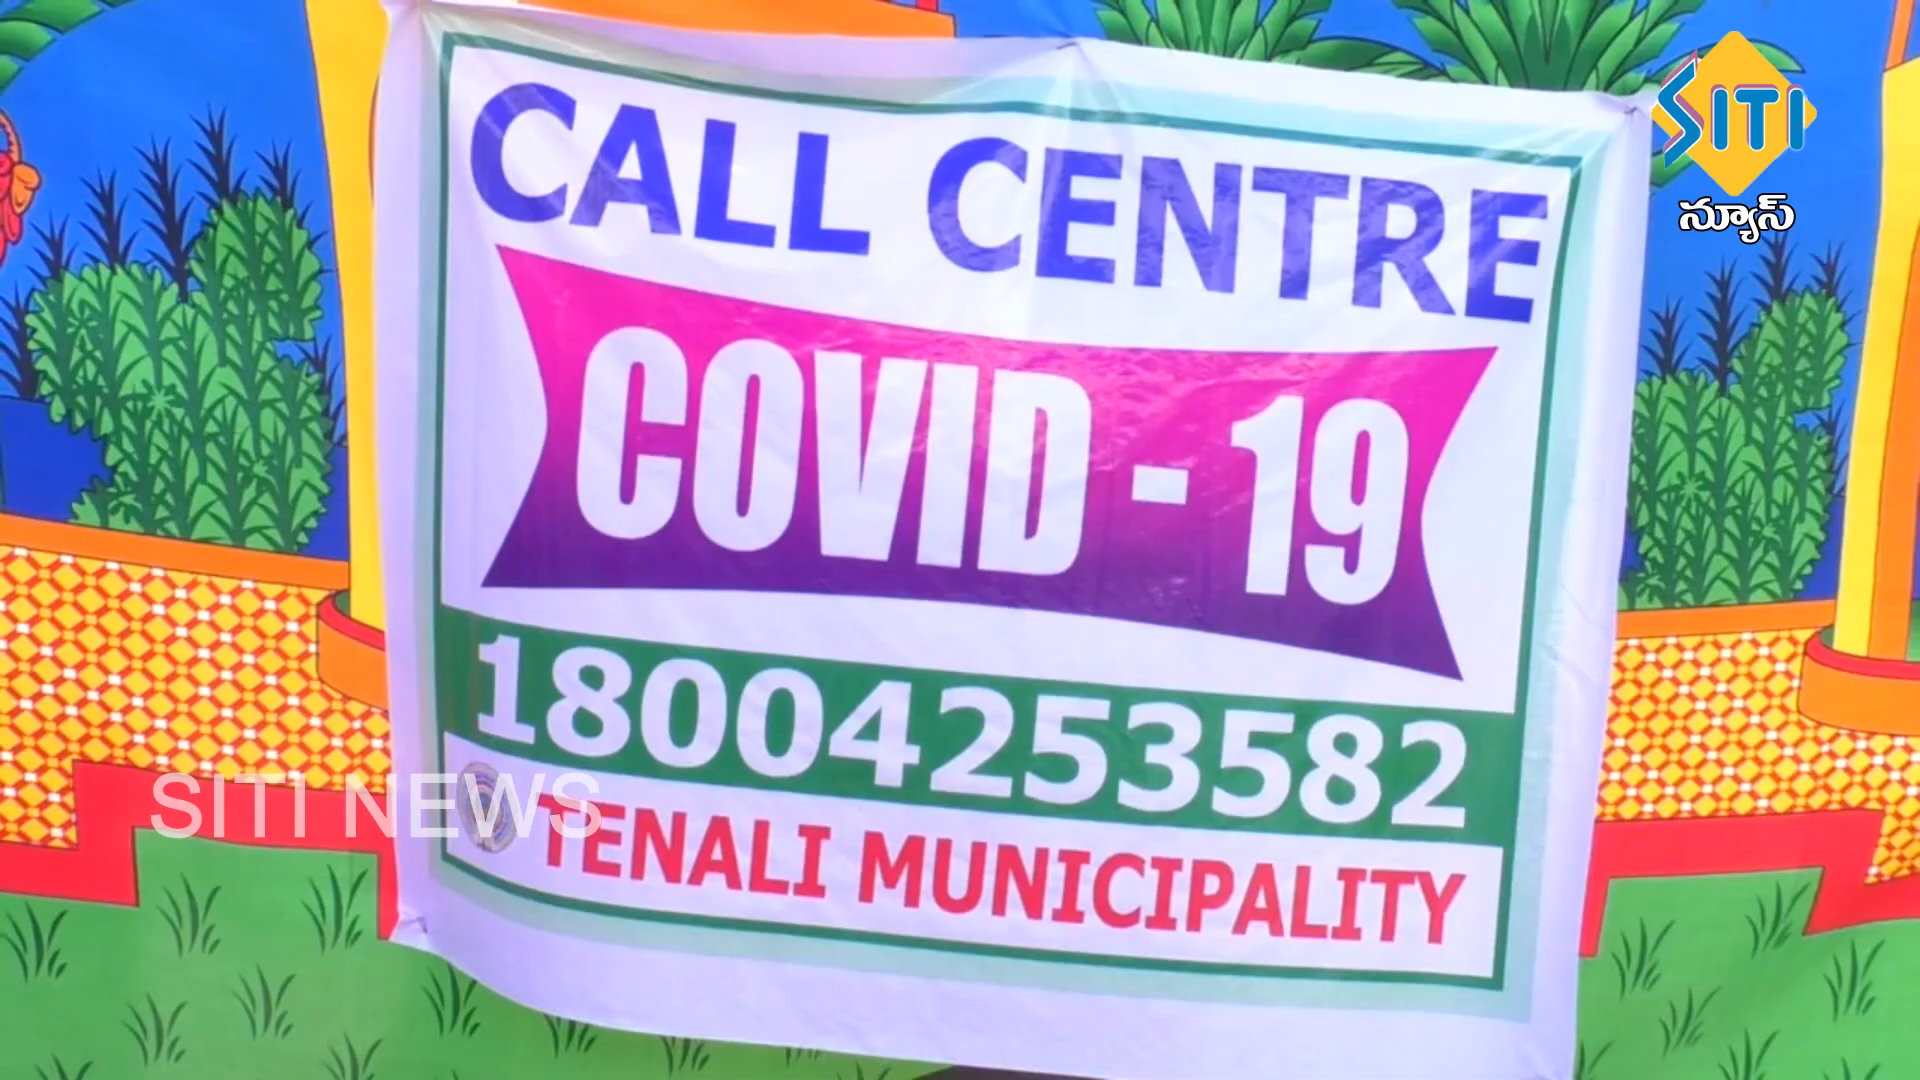 CALL CENTRE
COVID - 19
18004253582
TENALI MUNICIPALITY
SITI
న్యూస్
SITI NEWS